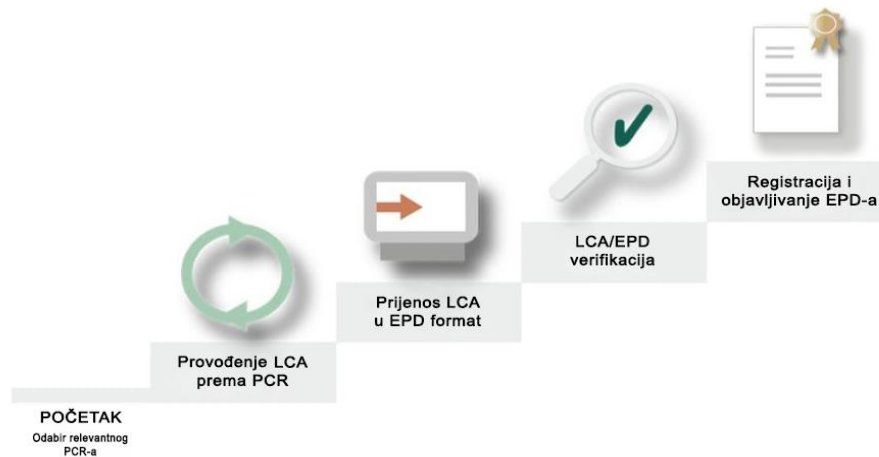 POČETAK
Odabir relevantnog
PCR-a
Provođenje LCA
prema PCR
Prijenos LCA
u EPD format
LCA/EPD
verifikacija
Registracija i
objavljivanje EPD-a